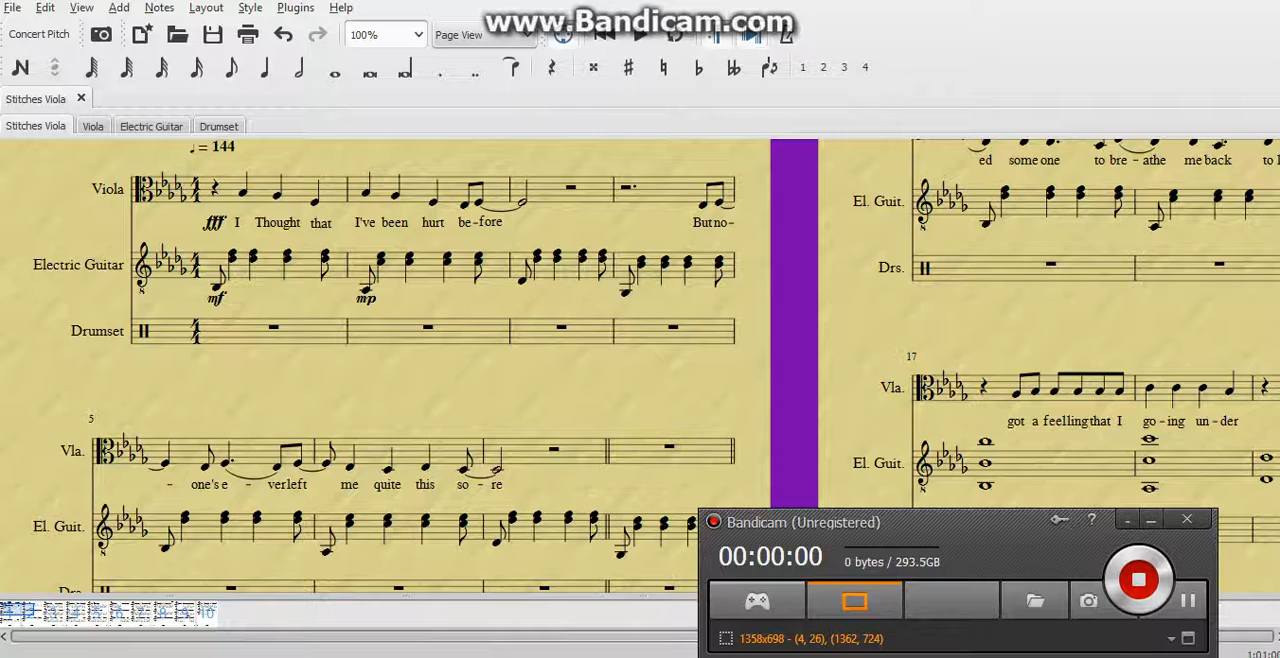 www.Bandicam.com
File Edit View Add Notes Layout Style Plugins Help
Concert Pitch 100% Page View
1 2 3 4
Stitches Viola
Stitches Viola Viola Electric Guitar Drumset
= 144
Viola
fff I Thought that I've been hurt be-fore But no-
Electric Guitar
mf mp
Drumset
5
Vla.
- one's e - ver left me quite this so - re
El. Guit.
Drs.
ed some one to bre - athe me back to l
El. Guit.
Drs.
17
Vla.
got a feelling that I go - ing un - der
El. Guit.
Bandicam (Unregistered)
00:00:00 0 bytes / 293.5GB
1358x698 - (4, 26), (1362, 724)